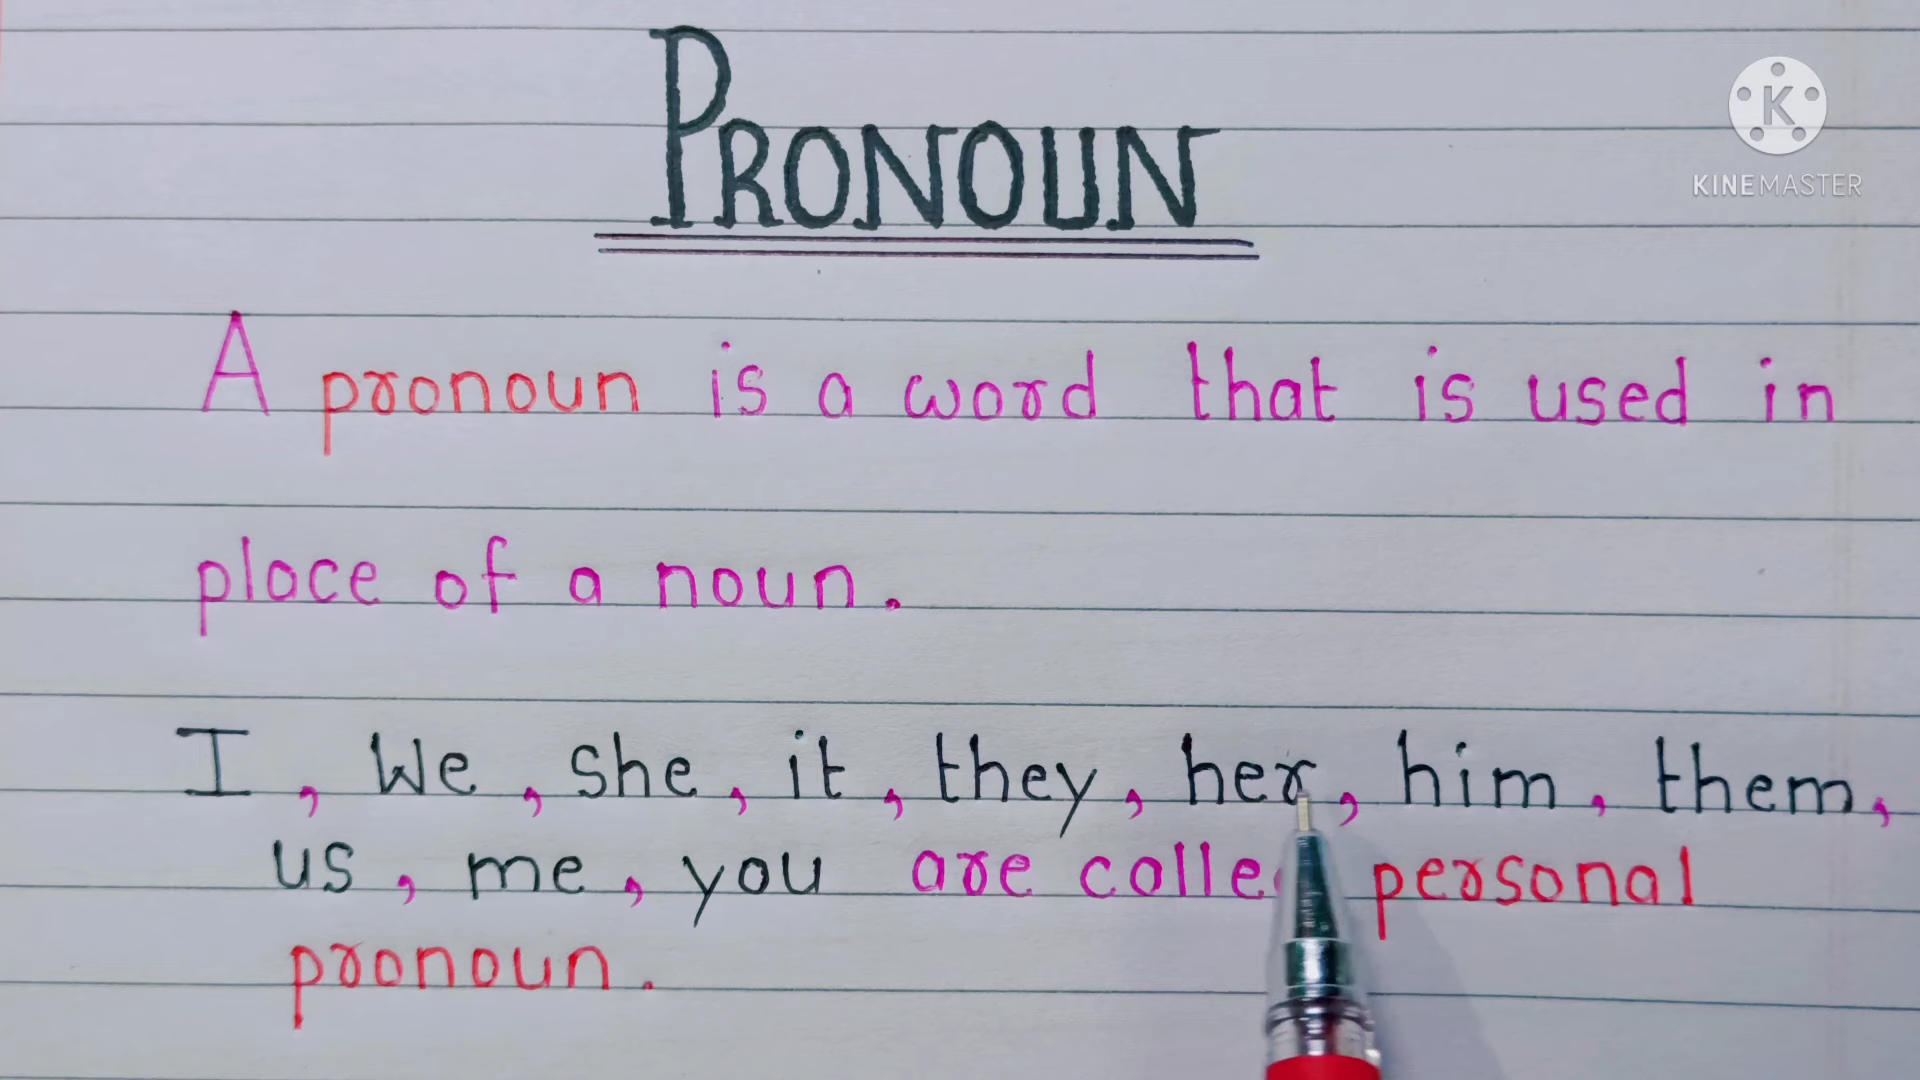 PRONOUN
KINEMASTER
A pronoun is a word that is used in
place of a noun.
I, We, she, it, they, her, him, them,
us, me, you are calle personal
pronoun.